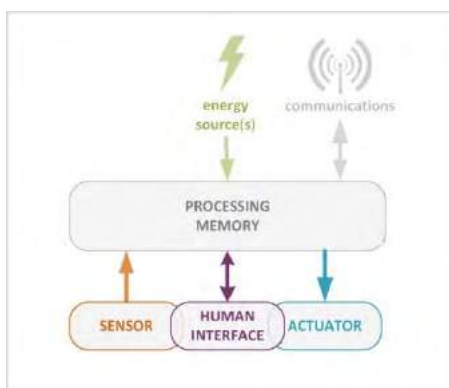 energy
source(s)
communications
PROCESSING
MEMORY
SENSOR
HUMAN
INTERFACE
ACTUATOR